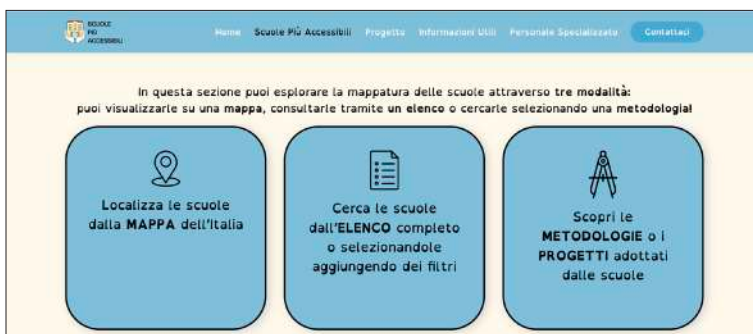 SCUOLE
PIÙ
ACCESSIBILI
Home Scuole Più Accessibili Progetto Informazioni Utili Personale Specializzato Contattaci
In questa sezione puoi esplorare la mappatura delle scuole attraverso tre modalità:
puoi visualizzarle su una mappa, consultarle tramite un elenco o cercarle selezionando una metodologia!
Localizza le scuole
dalla MAPPA dell'Italia
Cerca le scuole
dall'ELENCO completo
o selezionandole
aggiungendo dei filtri
Scopri le
METODOLOGIE o i
PROGETTI adottati
dalle scuole